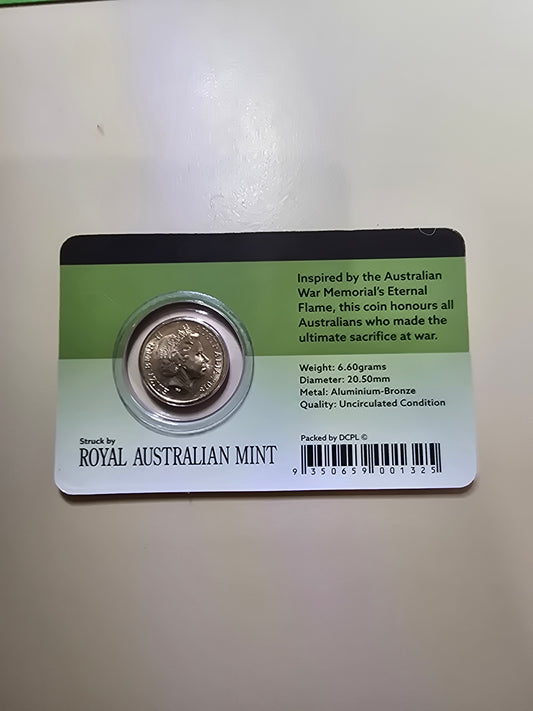 Inspired by the Australian
War Memorial's Eternal
Flame, this coin honours all
Australians who made the
ultimate sacrifice at war.
Weight: 6.60grams
Diameter: 20.50mm
Metal: Aluminium-Bronze
Quality: Uncirculated Condition
Struck by
ROYAL AUSTRALIAN MINT
Packed by DCPL ©
9 350659 001325